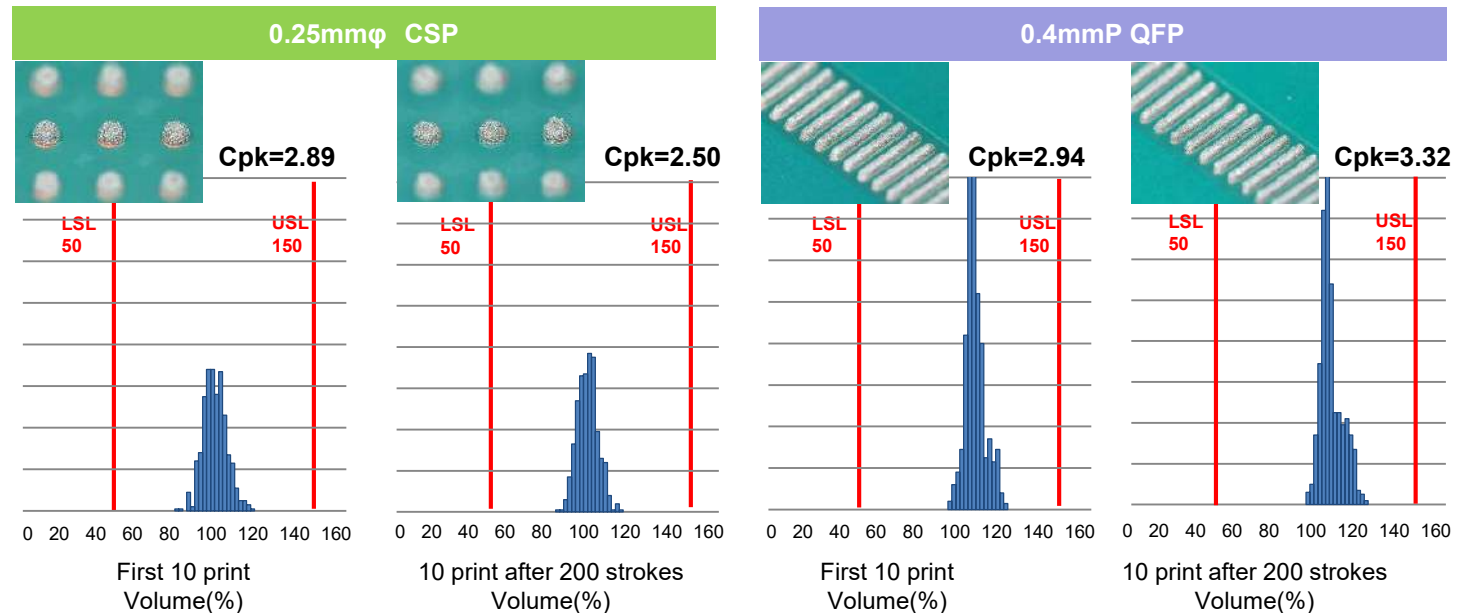 0.25mmφ CSP
0.4mmP QFP
Cpk=2.89
Cpk=2.50
Cpk=2.94
Cpk=3.32
LSL
50
USL
150
LSL
50
USL
150
LSL
50
USL
150
LSL
50
USL
150
0 20 40 60 80 100 120 140 160
0 20 40 60 80 100 120 140 160
0 20 40 60 80 100 120 140 160
0 20 40 60 80 100 120 140 160
First 10 print
Volume(%)
10 print after 200 strokes
Volume(%)
First 10 print
Volume(%)
10 print after 200 strokes
Volume(%)